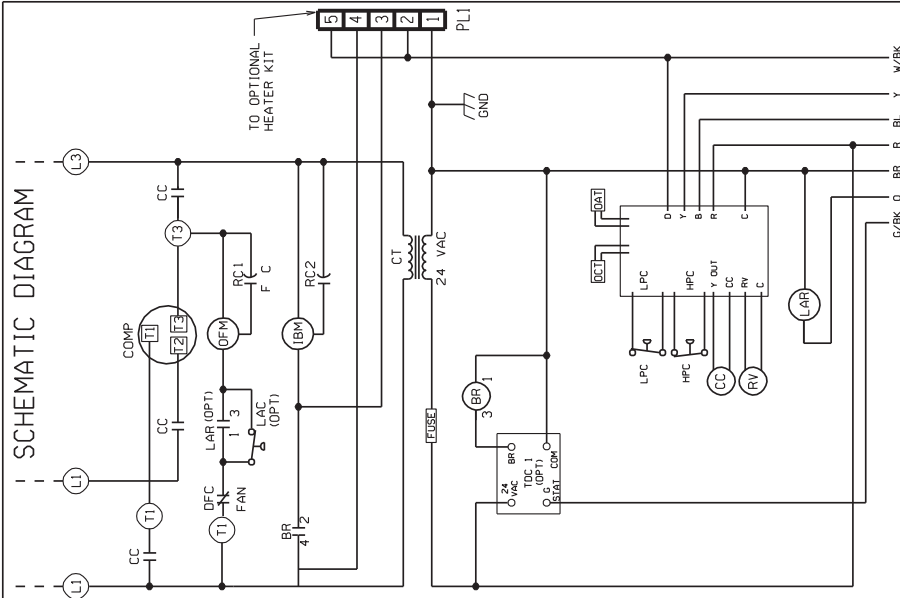 SCHEMATIC DIAGRAM
L3
L1
L1
TO OPTIONAL
HEATER KIT
5
4
3
2
1
PL1
GND
W/BK
Y
BL
R
BR
O
G/BK
CC
T3
COMP
T1
T2
T3
CC
T1
CC
OFM
RC1
F C
LAR (OPT)
1 3
LAC
(OPT)
DFC
FAN
T1
IBM
RC2
BR
4 2
CT
24 VAC
FUSE
BR
3 1
24
VAC
BR
TDC 1
(OPT)
G
STAT
COM
OAT
OCT
D
Y
B
R
C
LPC
HPC
Y OUT
CC
RV
C
LPC
HPC
CC
RV
LAR